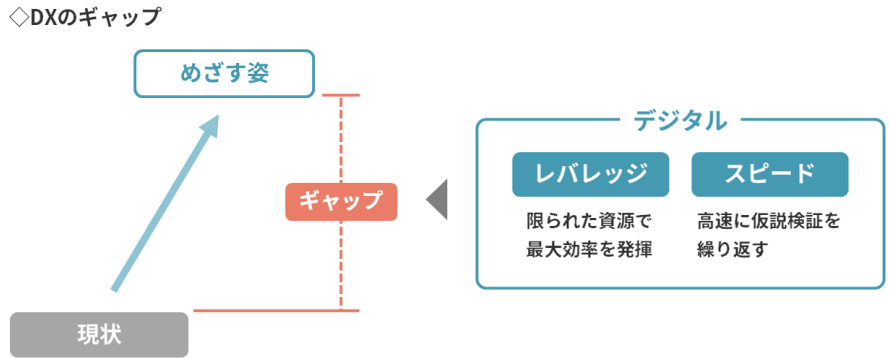 ◇DXのギャップ
めざす姿
デジタル
レバレッジ
スピード
ギャップ
限られた資源で
最大効率を発揮
高速に仮説検証を
繰り返す
現状